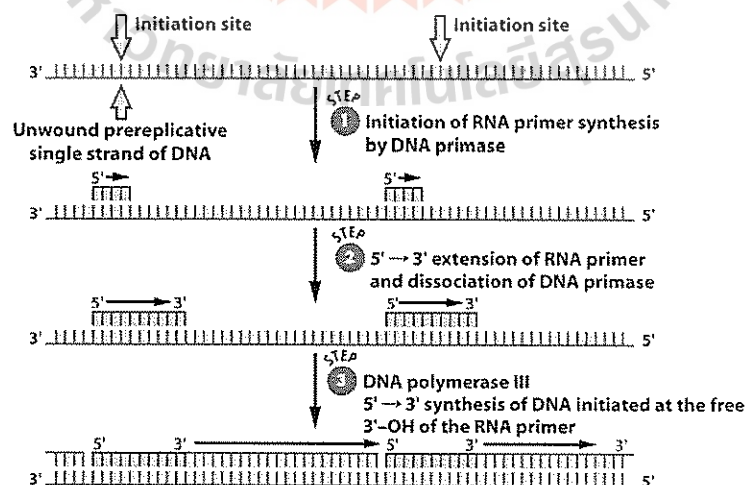 Initiation site
Initiation site
3'
5'
Unwound prereplicative
single strand of DNA
STEP
1
Initiation of RNA primer synthesis
by DNA primase
5'
5'
3'
5'
STEP
2
5' → 3' extension of RNA primer
and dissociation of DNA primase
5' 3'
5' 3'
3'
5'
STEP
3
DNA polymerase III
5' → 3' synthesis of DNA initiated at the free
3'–OH of the RNA primer
5' 3' 5' 3' 3'
3'
5'